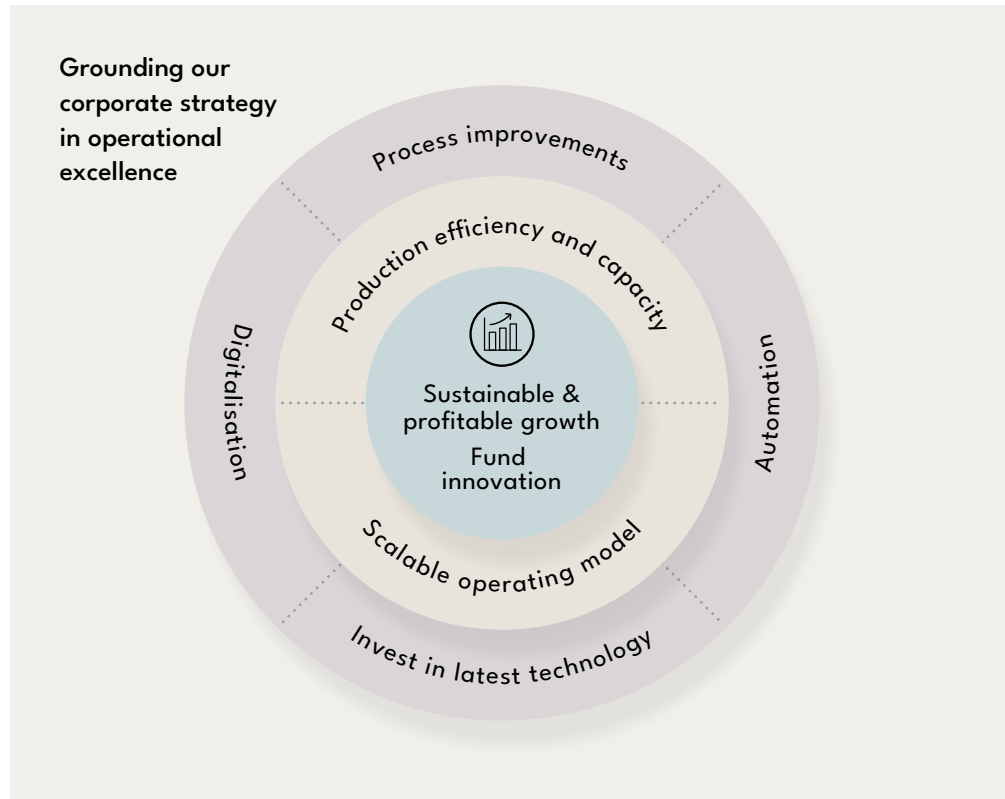 Grounding our
corporate strategy
in operational
excellence
Process improvements
Production efficiency and capacity
Digitalisation
Automation
Sustainable &
profitable growth
Fund
innovation
Scalable operating model
Invest in latest technology